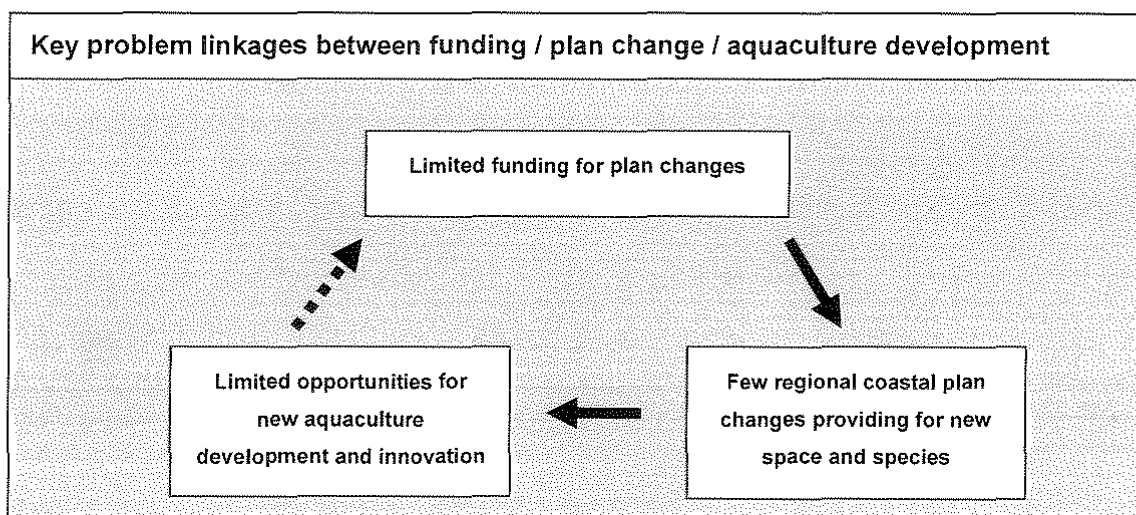 Key problem linkages between funding / plan change / aquaculture development
Limited funding for plan changes
Limited opportunities for
new aquaculture
development and innovation
Few regional coastal plan
changes providing for new
space and species